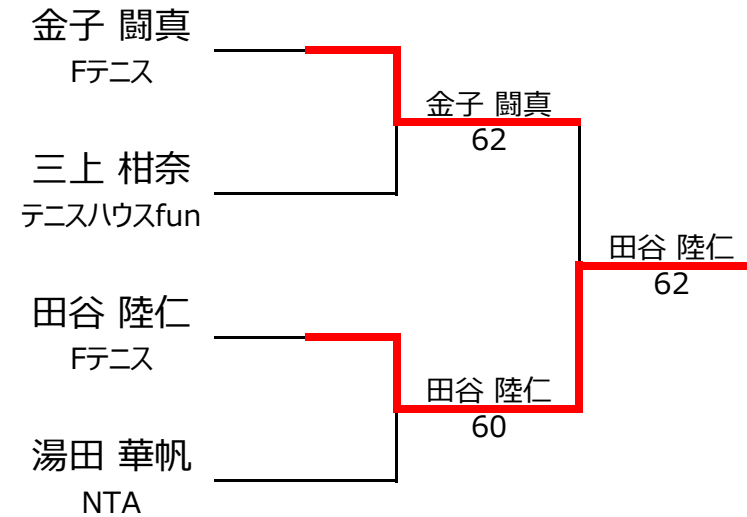 金子 闘真
Fテニス
三上 柑奈
テニスハウスfun
田谷 陸仁
Fテニス
湯田 華帆
NTA
金子 闘真
62
田谷 陸仁
60
田谷 陸仁
62